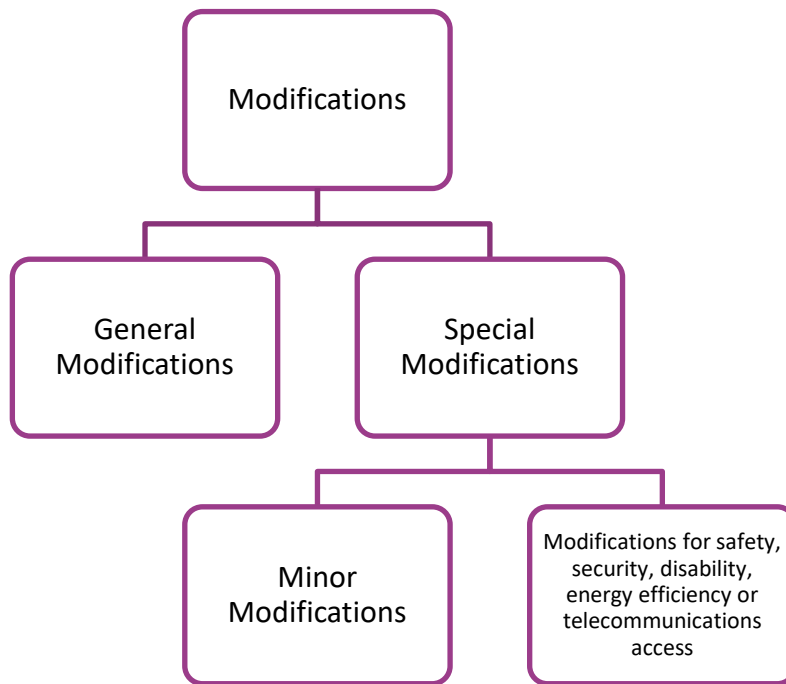 Modifications
General
Modifications
Special
Modifications
Minor
Modifications
Modifications for safety,
security, disability,
energy efficiency or
telecommunications
access